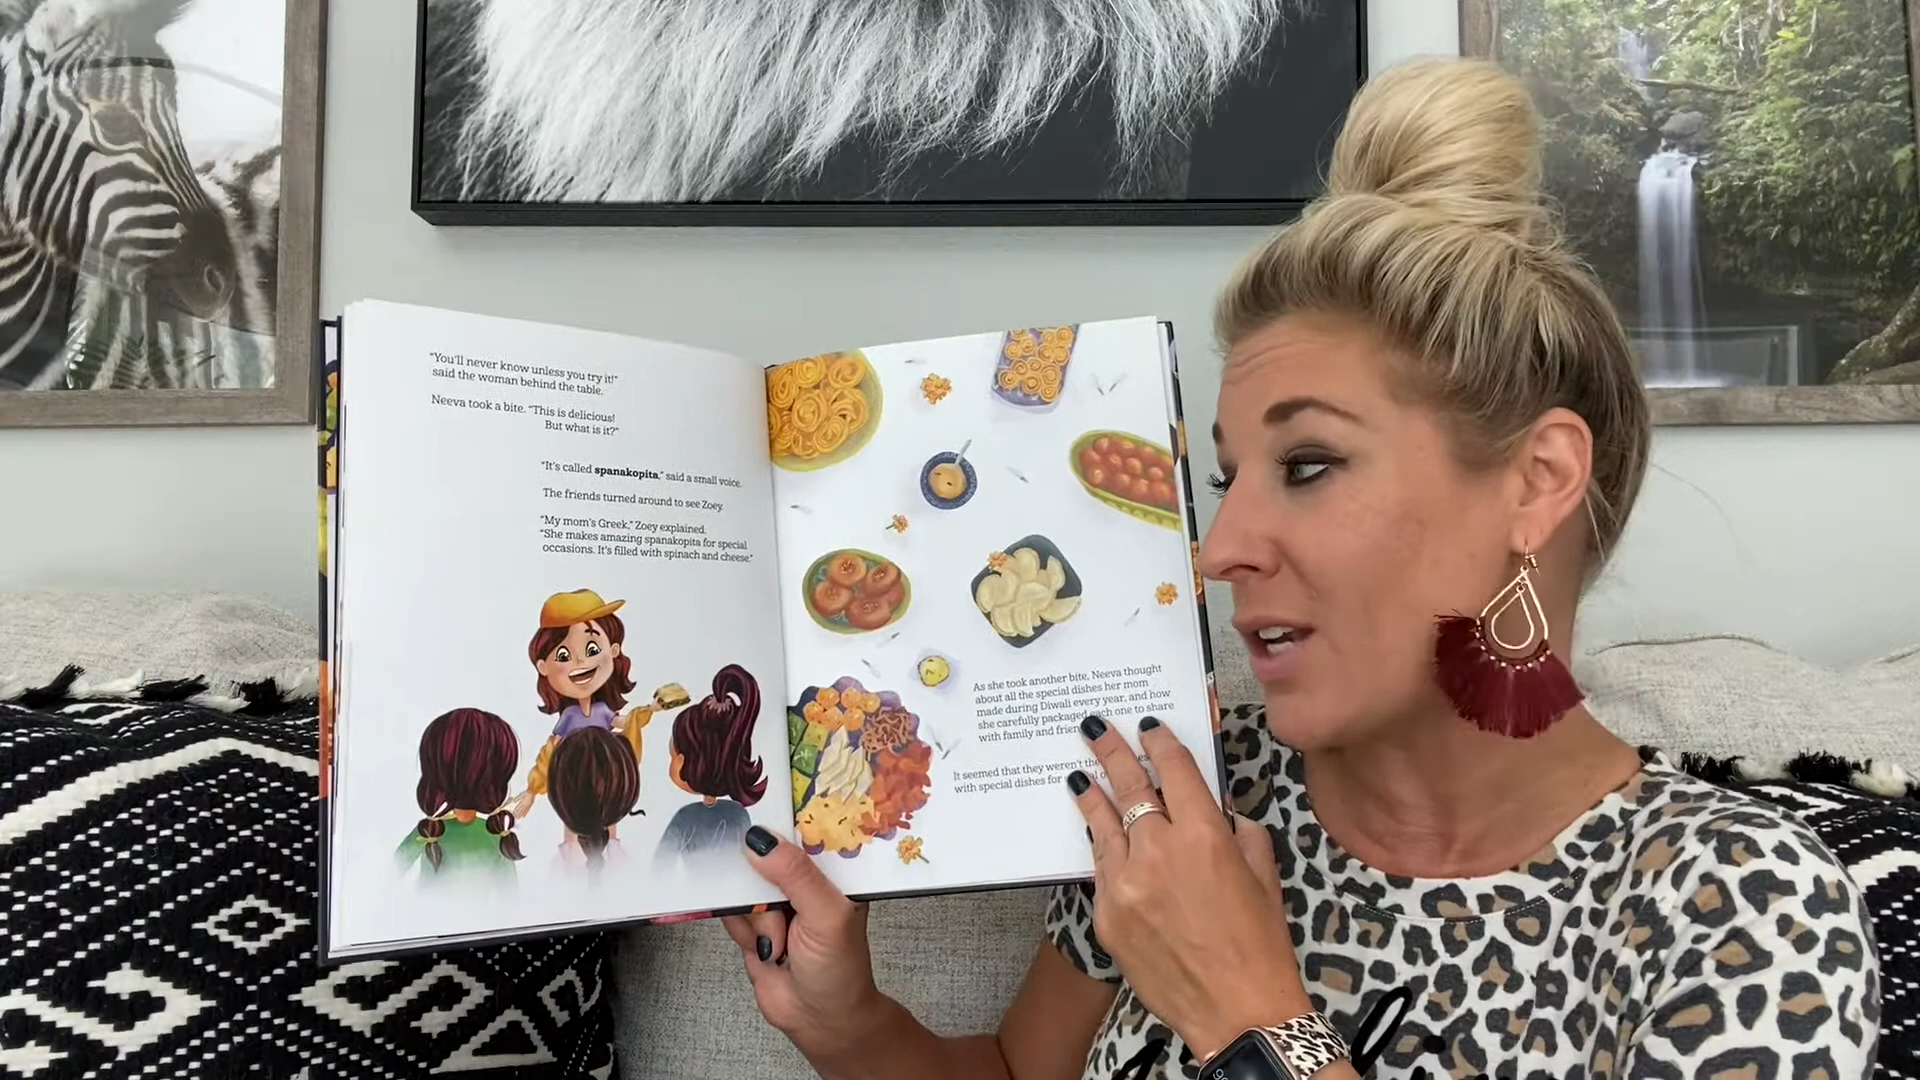 "You'll never know unless you try it!"
said the woman behind the table.
Neeva took a bite. "This is delicious!
But what is it?"
"It's called spanakopita," said a small voice.
The friends turned around to see Zoey.
"My mom's Greek," Zoey explained.
"She makes amazing spanakopita for special
occasions. It's filled with spinach and cheese."
As she took another bite, Neeva thought
about all the special dishes her mom
made during Diwali every year, and how
she carefully packaged each one to share
with family and
It seemed that they weren't the
with special dishes for